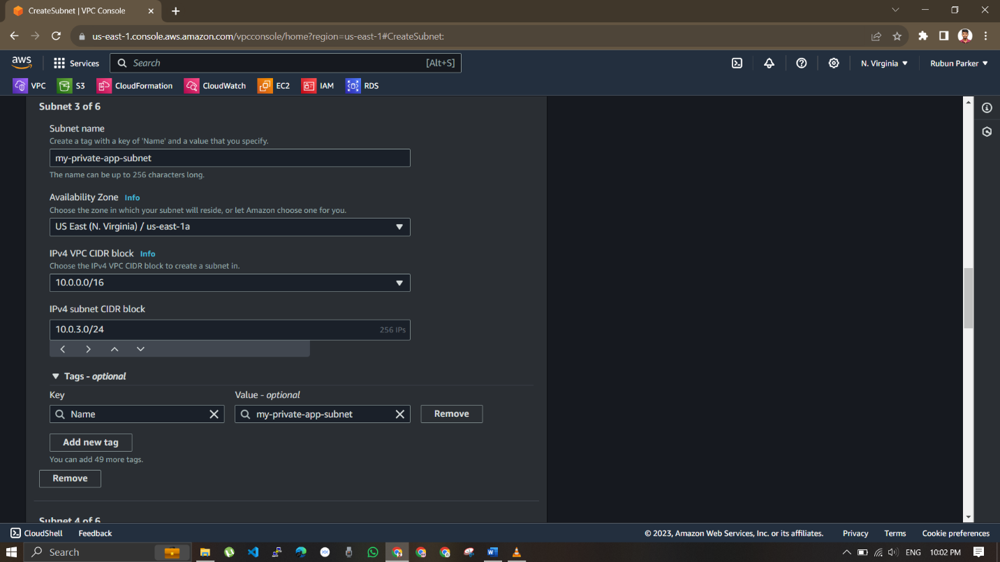 CreateSubnet | VPC Console
us-east-1.console.aws.amazon.com/vpcconsole/home?region=us-east-1#CreateSubnet:
aws Services Search [Alt+S] N. Virginia Rubun Parker
VPC S3 CloudFormation CloudWatch EC2 IAM RDS
Subnet 3 of 6
Subnet name
Create a tag with a key of 'Name' and a value that you specify.
my-private-app-subnet
The name can be up to 256 characters long.
Availability Zone Info
Choose the zone in which your subnet will reside, or let Amazon choose one for you.
US East (N. Virginia) / us-east-1a
IPv4 VPC CIDR block Info
Choose the IPv4 VPC CIDR block to create a subnet in.
10.0.0.0/16
IPv4 subnet CIDR block
10.0.3.0/24 256 IPs
Tags - optional
Key Value - optional
Name my-private-app-subnet Remove
Add new tag
You can add 49 more tags.
Remove
Subnet 4 of 6
CloudShell Feedback © 2023, Amazon Web Services, Inc. or its affiliates. Privacy Terms Cookie preferences
Search ENG 10:02 PM